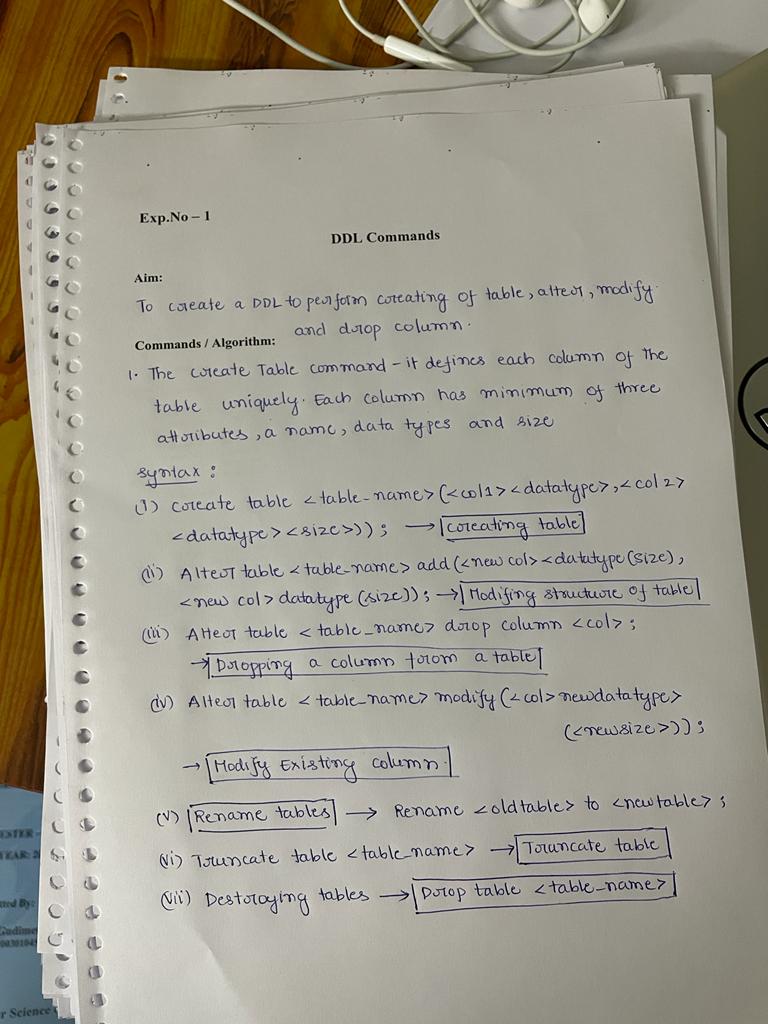 Exp.No – 1
DDL Commands
Aim:
To create a DDL to perform creating of table, alter, modify
and drop column.
Commands / Algorithm:
1. The create Table command - it defines each column of the
table uniquely. Each column has minimum of three
attributes, a name, data types and size
syntax :
(i) create table <table-name> (<col1> <datatype>, <col 2>
<datatype> <size>)); → creating table
(ii) Alter table <table-name> add (<new col> <datatype (size),
<new col> datatype (size)); → Modifing structure of table
(iii) Alter table <table_name> drop column <col> ;
→ Dropping a column from a table
(iv) Alter table <table_name> modify (<col> newdatatype>
(<newsize>)) ;
→ Modify Existing column.
(v) Rename tables → Rename <oldtable> to <newtable> ;
(vi) Truncate table <table_name> → Truncate table
(vii) Destroying tables → Drop table <table_name>
ESTER –
YEAR: 2
tted By:
Gudime
r Science